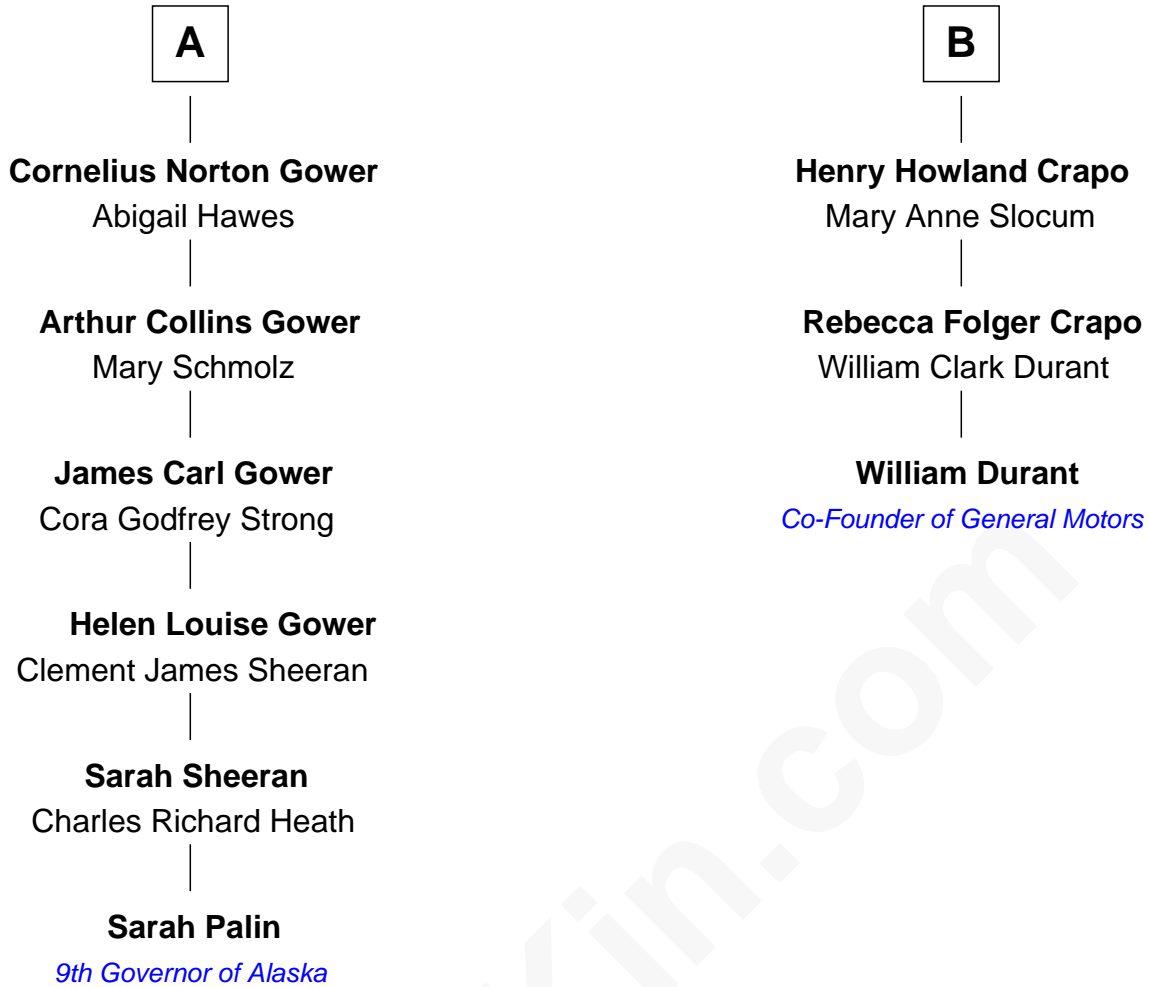 A
Cornelius Norton Gower
Abigail Hawes
Arthur Collins Gower
Mary Schmolz
James Carl Gower
Cora Godfrey Strong
Helen Louise Gower
Clement James Sheeran
Sarah Sheeran
Charles Richard Heath
Sarah Palin
9th Governor of Alaska
B
Henry Howland Crapo
Mary Anne Slocum
Rebecca Folger Crapo
William Clark Durant
William Durant
Co-Founder of General Motors
Kin.com